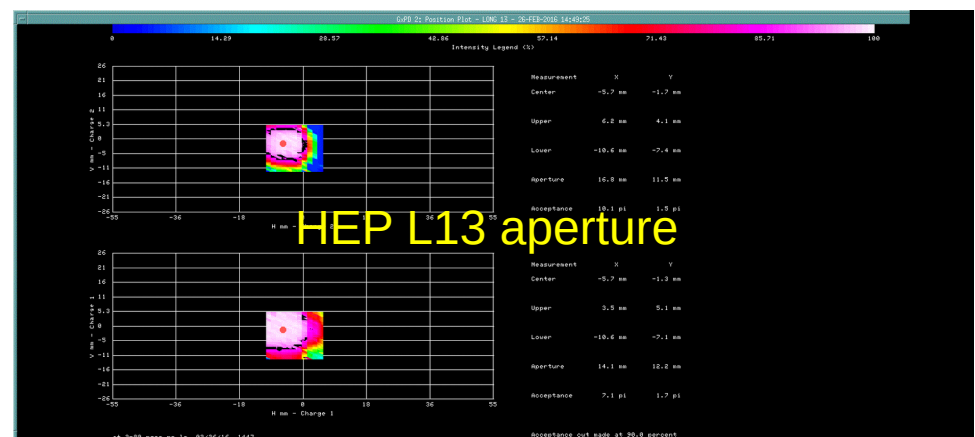 GxPD 2; Position Plot - LONG 13 - 26-FEB-2016 14:49:25
0 14.29 28.57 42.86 57.14 71.43 85.71 100
Intensity Legend (%)
V mm - Charge 2
26
21
16
11
5.3
0
-5
-11
-16
-21
-26
-55 -36 -18 0 18 36 55
H mm - Charge 2
Measurement X Y
Center -5.7 mm -1.7 mm
Upper 6.2 mm 4.1 mm
Lower -10.6 mm -7.4 mm
Aperture 16.8 mm 11.5 mm
Acceptance 10.1 pi 1.5 pi
HEP L13 aperture
V mm - Charge 1
26
21
16
11
5.3
0
-5
-11
-16
-21
-26
-55 -36 -18 0 18 36 55
H mm - Charge 1
Measurement X Y
Center -5.7 mm -1.3 mm
Upper 3.5 mm 5.1 mm
Lower -10.6 mm -7.1 mm
Aperture 14.1 mm 12.2 mm
Acceptance 7.1 pi 1.7 pi
Acceptance cut made at 90.0 percent